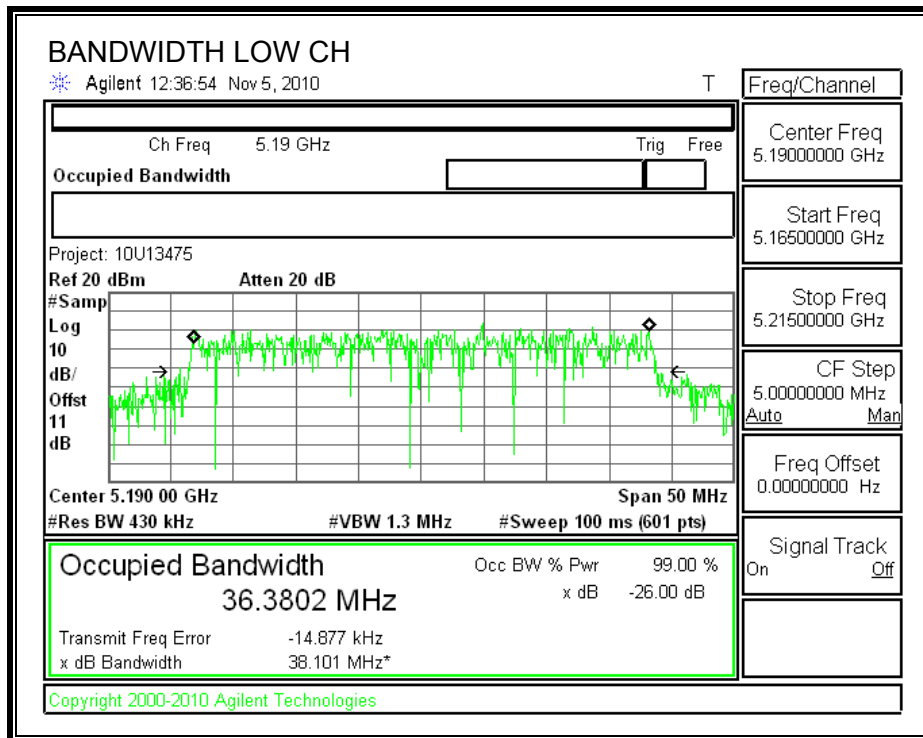 BANDWIDTH LOW CH
Agilent 12:36:54 Nov 5, 2010 T
Freq/Channel
Ch Freq 5.19 GHz Trig Free
Occupied Bandwidth
Center Freq
5.19000000 GHz
Start Freq
5.16500000 GHz
Stop Freq
5.21500000 GHz
CF Step
5.00000000 MHz
Auto Man
Freq Offset
0.00000000 Hz
Signal Track
On Off
Project: 10U13475
Ref 20 dBm Atten 20 dB
#Samp
Log
10
dB/
Offst
11
dB
Center 5.190 00 GHz Span 50 MHz
#Res BW 430 kHz #VBW 1.3 MHz #Sweep 100 ms (601 pts)
Occupied Bandwidth Occ BW % Pwr 99.00 %
36.3802 MHz x dB -26.00 dB
Transmit Freq Error -14.877 kHz
x dB Bandwidth 38.101 MHz*
Copyright 2000-2010 Agilent Technologies